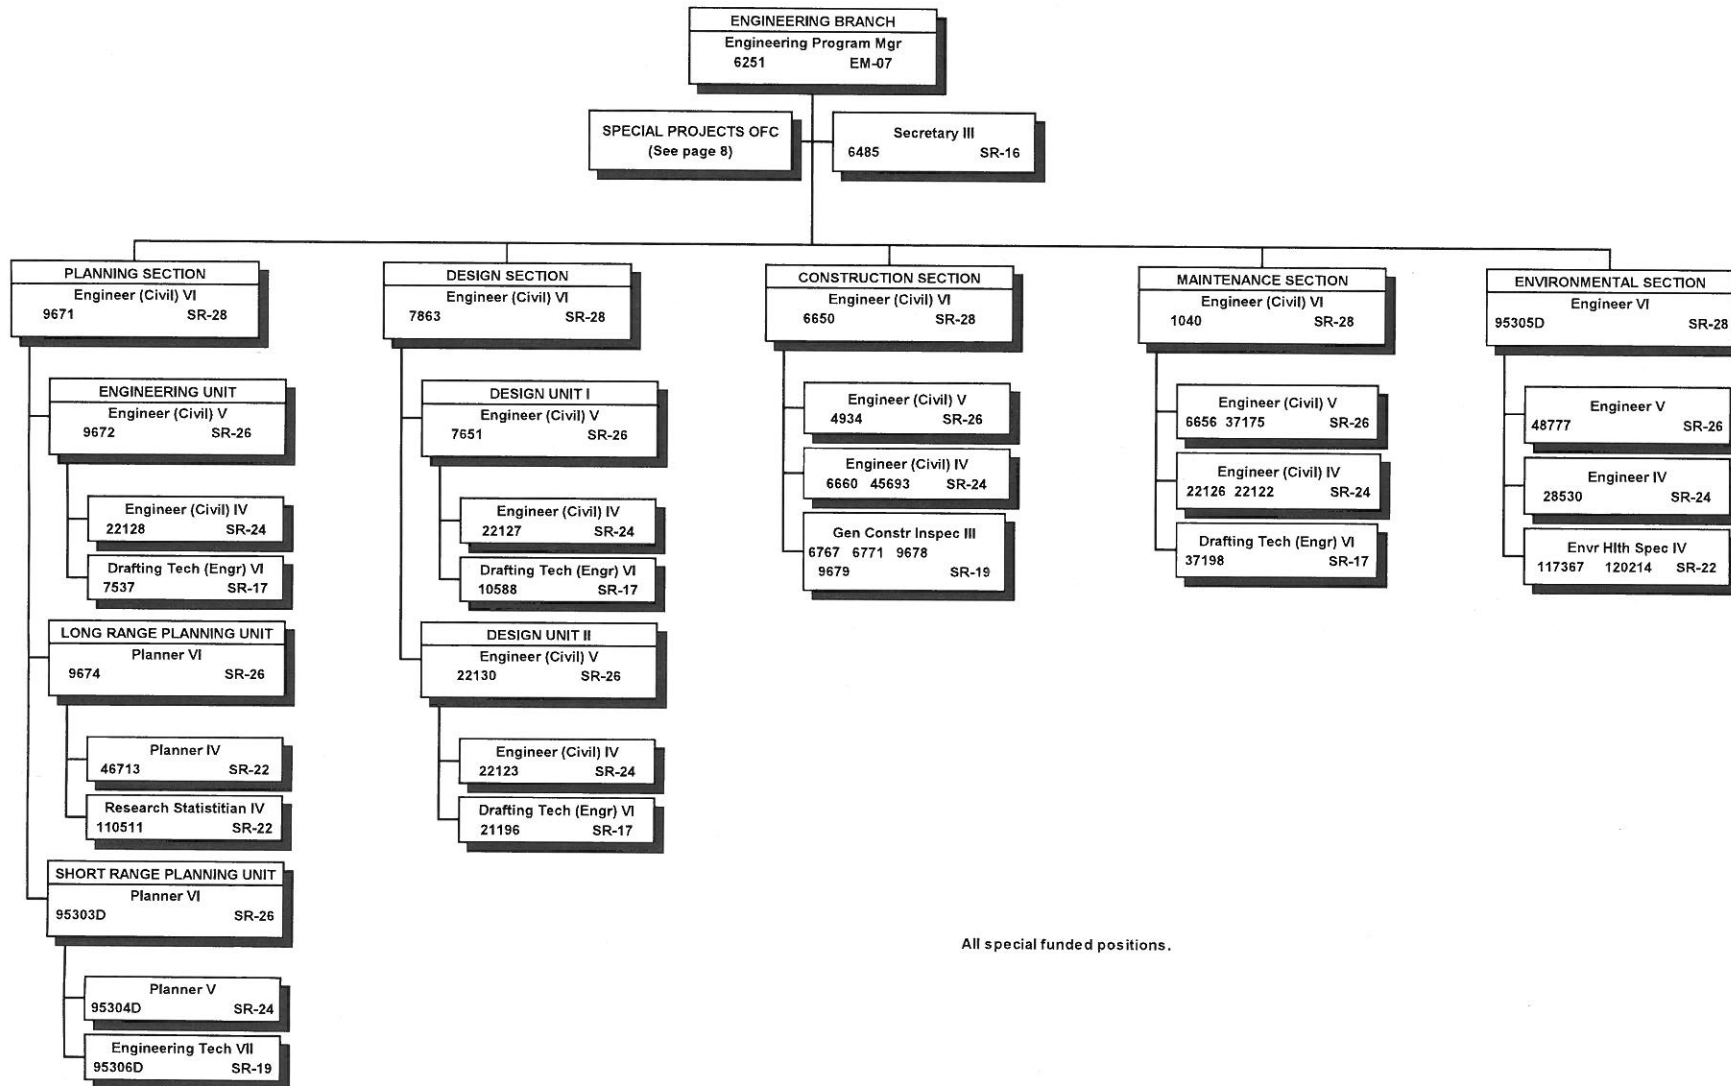 ENGINEERING BRANCH
Engineering Program Mgr
6251 EM-07
SPECIAL PROJECTS OFC
(See page 8)
Secretary III
6485 SR-16
PLANNING SECTION
Engineer (Civil) VI
9671 SR-28
ENGINEERING UNIT
Engineer (Civil) V
9672 SR-26
Engineer (Civil) IV
22128 SR-24
Drafting Tech (Engr) VI
7537 SR-17
LONG RANGE PLANNING UNIT
Planner VI
9674 SR-26
Planner IV
46713 SR-22
Research Statistitian IV
110511 SR-22
SHORT RANGE PLANNING UNIT
Planner VI
95303D SR-26
Planner V
95304D SR-24
Engineering Tech VII
95306D SR-19
DESIGN SECTION
Engineer (Civil) VI
7863 SR-28
DESIGN UNIT I
Engineer (Civil) V
7651 SR-26
Engineer (Civil) IV
22127 SR-24
Drafting Tech (Engr) VI
10588 SR-17
DESIGN UNIT II
Engineer (Civil) V
22130 SR-26
Engineer (Civil) IV
22123 SR-24
Drafting Tech (Engr) VI
21196 SR-17
CONSTRUCTION SECTION
Engineer (Civil) VI
6650 SR-28
Engineer (Civil) V
4934 SR-26
Engineer (Civil) IV
6660 45693 SR-24
Gen Constr Inspec III
6767 6771 9678
9679 SR-19
MAINTENANCE SECTION
Engineer (Civil) VI
1040 SR-28
Engineer (Civil) V
6656 37175 SR-26
Engineer (Civil) IV
22126 22122 SR-24
Drafting Tech (Engr) VI
37198 SR-17
ENVIRONMENTAL SECTION
Engineer VI
95305D SR-28
Engineer V
48777 SR-26
Engineer IV
28530 SR-24
Envr Hlth Spec IV
117367 120214 SR-22
All special funded positions.